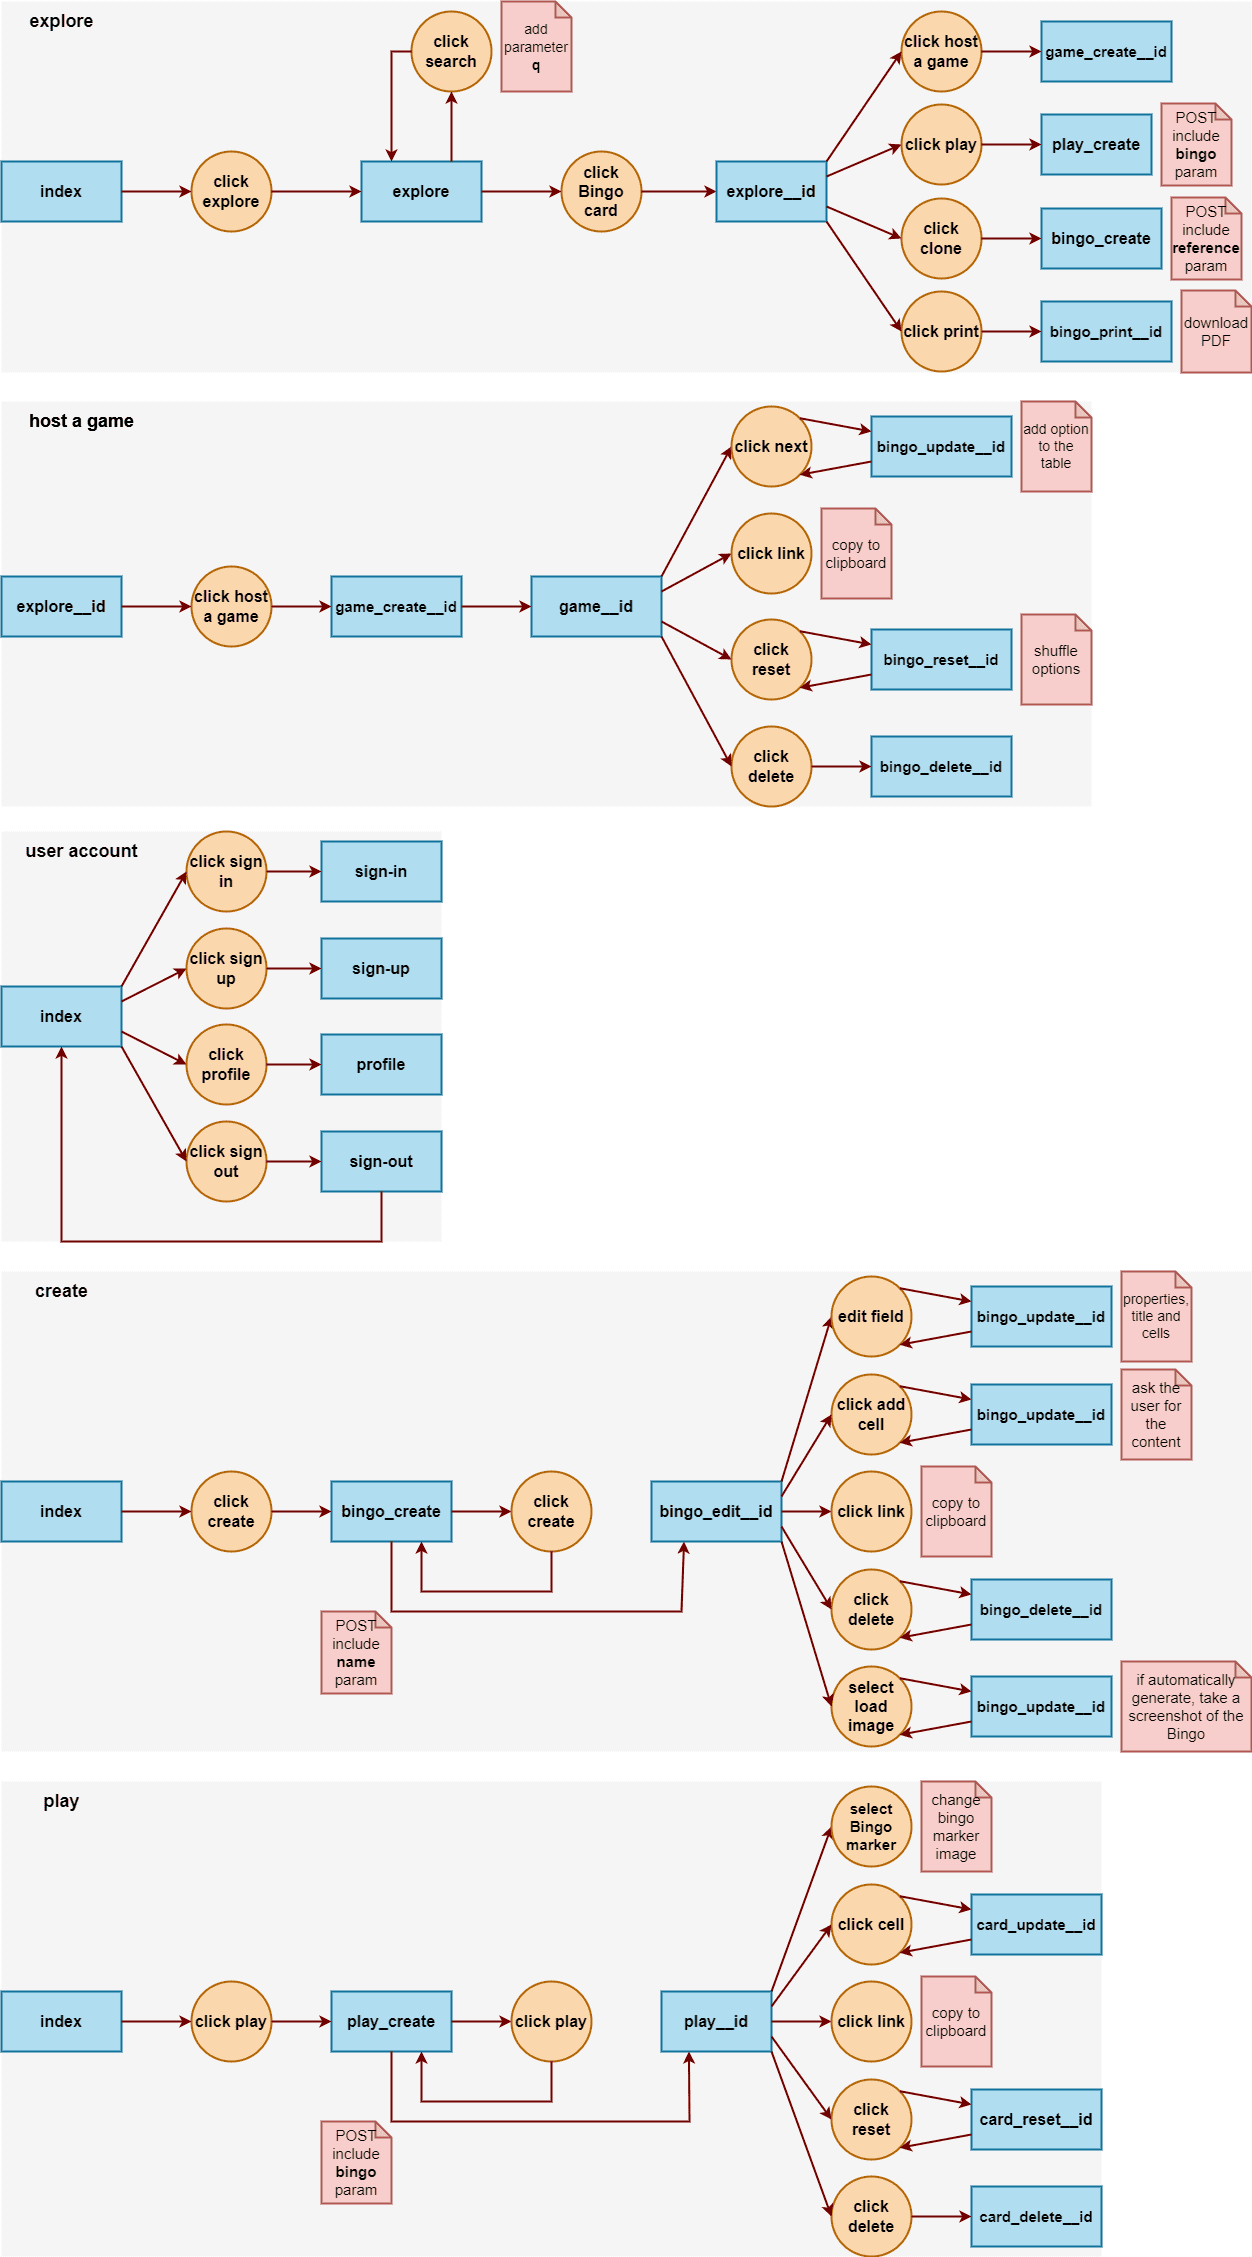 explore
click
search
add
parameter
q
index
click
explore
explore
click
Bingo
card
explore__id
click host
a game
game_create__id
click play
play_create
POST
include
bingo
param
click
clone
bingo_create
POST
include
reference
param
click print
bingo_print__id
download
PDF
host a game
explore__id
click host
a game
game_create__id
game__id
click next
bingo_update__id
add option
to the
table
click link
copy to
clipboard
click
reset
bingo_reset__id
shuffle
options
click
delete
bingo_delete__id
user account
index
click sign
in
sign-in
click sign
up
sign-up
click
profile
profile
click sign
out
sign-out
create
index
click
create
bingo_create
click
create
POST
include
name
param
bingo_edit__id
edit field
bingo_update__id
properties,
title and
cells
click add
cell
bingo_update__id
ask the
user for
the
content
click link
copy to
clipboard
click
delete
bingo_delete__id
select
load
image
bingo_update__id
if automatically
generate, take a
screenshot of the
Bingo
play
index
click play
play_create
click play
POST
include
bingo
param
play__id
select
Bingo
marker
change
bingo
marker
image
click cell
card_update__id
click link
copy to
clipboard
click
reset
card_reset__id
click
delete
card_delete__id